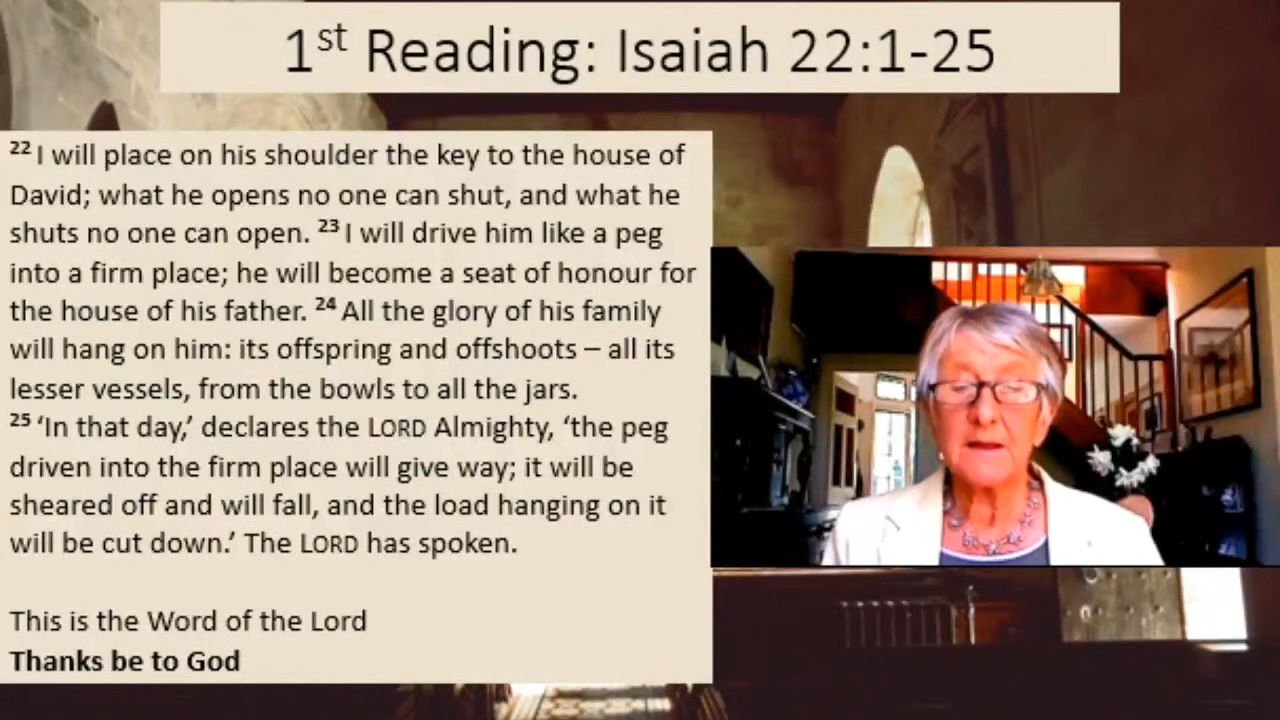 1st Reading: Isaiah 22:1-25
22 I will place on his shoulder the key to the house of
David; what he opens no one can shut, and what he
shuts no one can open. 23 I will drive him like a peg
into a firm place; he will become a seat of honour for
the house of his father. 24 All the glory of his family
will hang on him: its offspring and offshoots – all its
lesser vessels, from the bowls to all the jars.
25 ‘In that day,’ declares the LORD Almighty, ‘the peg
driven into the firm place will give way; it will be
sheared off and will fall, and the load hanging on it
will be cut down.’ The LORD has spoken.
This is the Word of the Lord
Thanks be to God